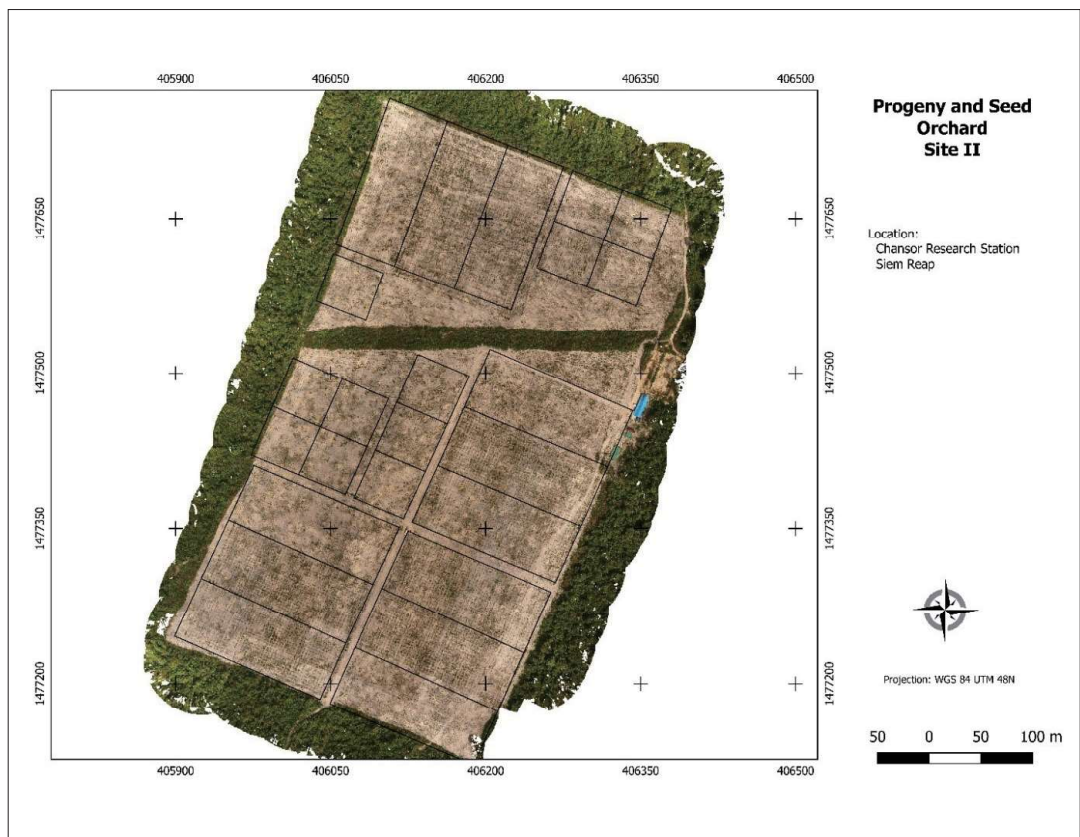 Progeny and Seed
Orchard
Site II
Location:
Chansor Research Station
Siem Reap
405900 406050 406200 406350 406500
1477650 1477650
1477500 1477500
1477350 1477350
1477200 1477200
405900 406050 406200 406350 406500
Projection: WGS 84 UTM 48N
50 0 50 100 m